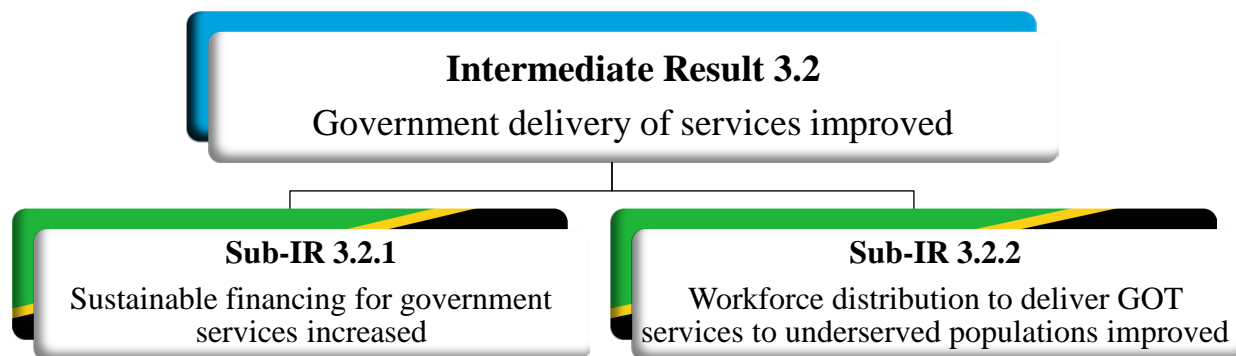 Intermediate Result 3.2
Government delivery of services improved
Sub-IR 3.2.1
Sustainable financing for government
services increased
Sub-IR 3.2.2
Workforce distribution to deliver GOT
services to underserved populations improved